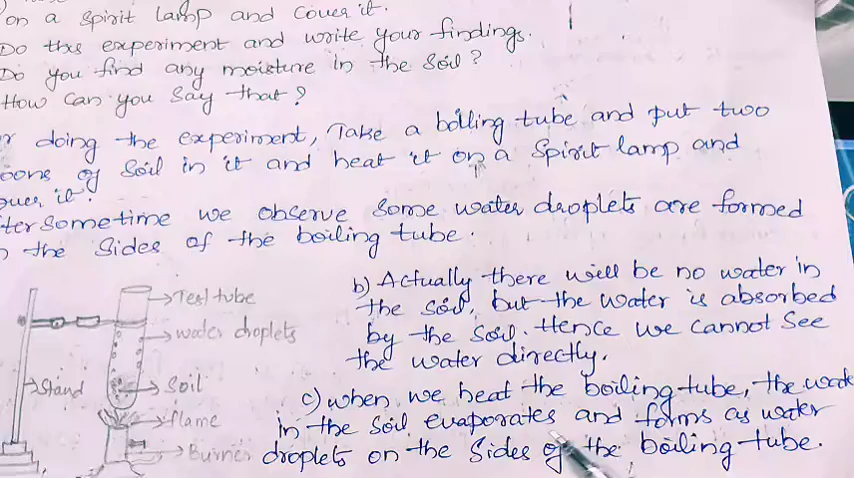 on a Spirit lamp and Cover it.
Do this experiment and write your findings.
Do you find any moisture in the Soil?
How can you Say that?
doing the experiment, Take a boiling tube and put two
oons of Soil in it and heat it on a Spirit lamp and
over it.
ter Sometime we observe Some water droplets are formed
the Sides of the boiling tube.
b) Actually there will be no water in
the Soil, but the water is absorbed
by the Soil. Hence we cannot See
the water directly.
c) when we heat the boiling tube, the wate
in the Soil evaporates and forms as water
droplets on the Sides of the boiling tube.
Test tube
water droplets
Stand
Soil
flame
Burner